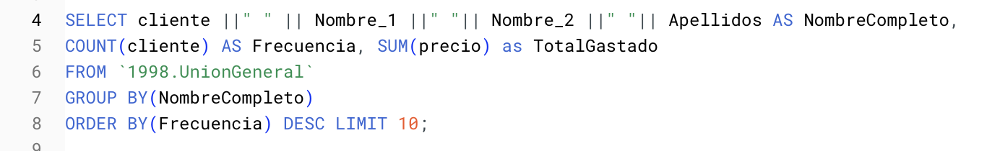 4 SELECT cliente ||" " || Nombre_1 ||" "|| Nombre_2 ||" "|| Apellidos AS NombreCompleto,
5 COUNT(cliente) AS Frecuencia, SUM(precio) as TotalGastado
6 FROM `1998.UnionGeneral`
7 GROUP BY(NombreCompleto)
8 ORDER BY(Frecuencia) DESC LIMIT 10;
9